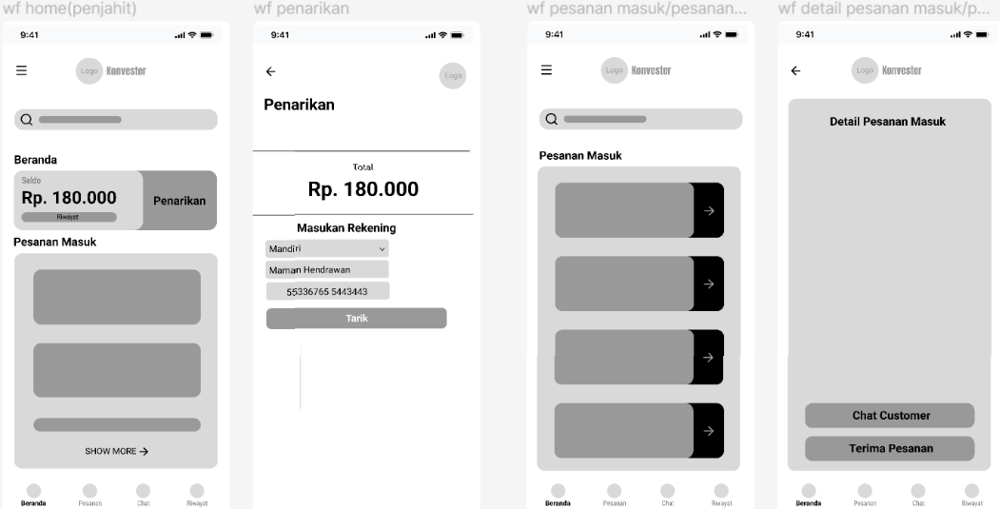 wf home(penjahit)
9:41
Logo
Konvester
Beranda
Saldo
Rp. 180.000
Riwayat
Penarikan
Pesanan Masuk
SHOW MORE
Beranda
Pesanan
Chat
Riwayat
wf penarikan
9:41
Logo
Penarikan
Total
Rp. 180.000
Masukan Rekening
Mandiri
Maman Hendrawan
55336765 5443443
Tarik
wf pesanan masuk/pesanan...
9:41
Logo
Konvester
Pesanan Masuk
Beranda
Pesanan
Chat
Riwayat
wf detail pesanan masuk/p...
9:41
Logo
Konvester
Detail Pesanan Masuk
Chat Customer
Terima Pesanan
Beranda
Pesanan
Chat
Riwayat